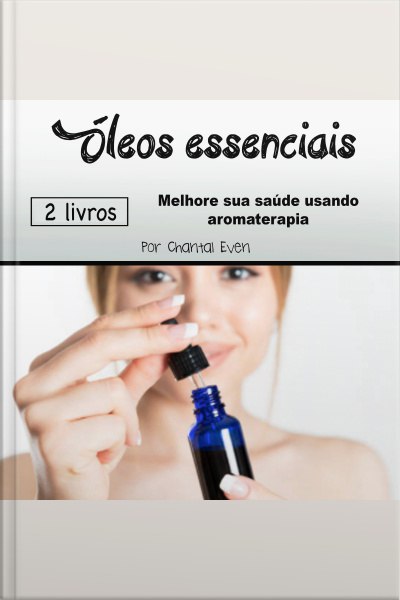 Óleos essenciais
2 livros
Melhore sua saúde usando
aromaterapia
Por Chantal Even